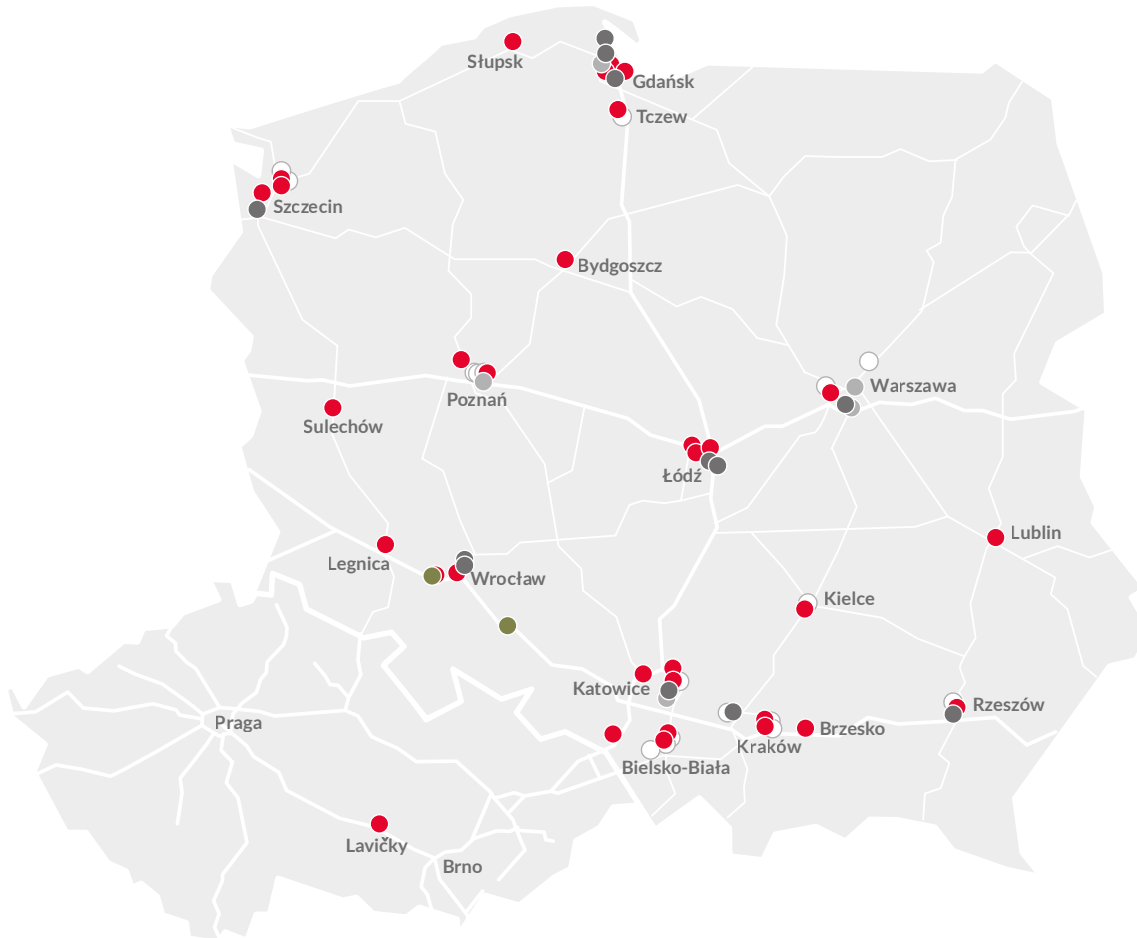 Słupsk
Gdańsk
Tczew
Szczecin
Bydgoszcz
Warszawa
Poznań
Sulechów
Łódź
Lublin
Legnica
Wrocław
Kielce
Katowice
Rzeszów
Praga
Brzesko
Kraków
Bielsko-Biała
Lavičky
Brno